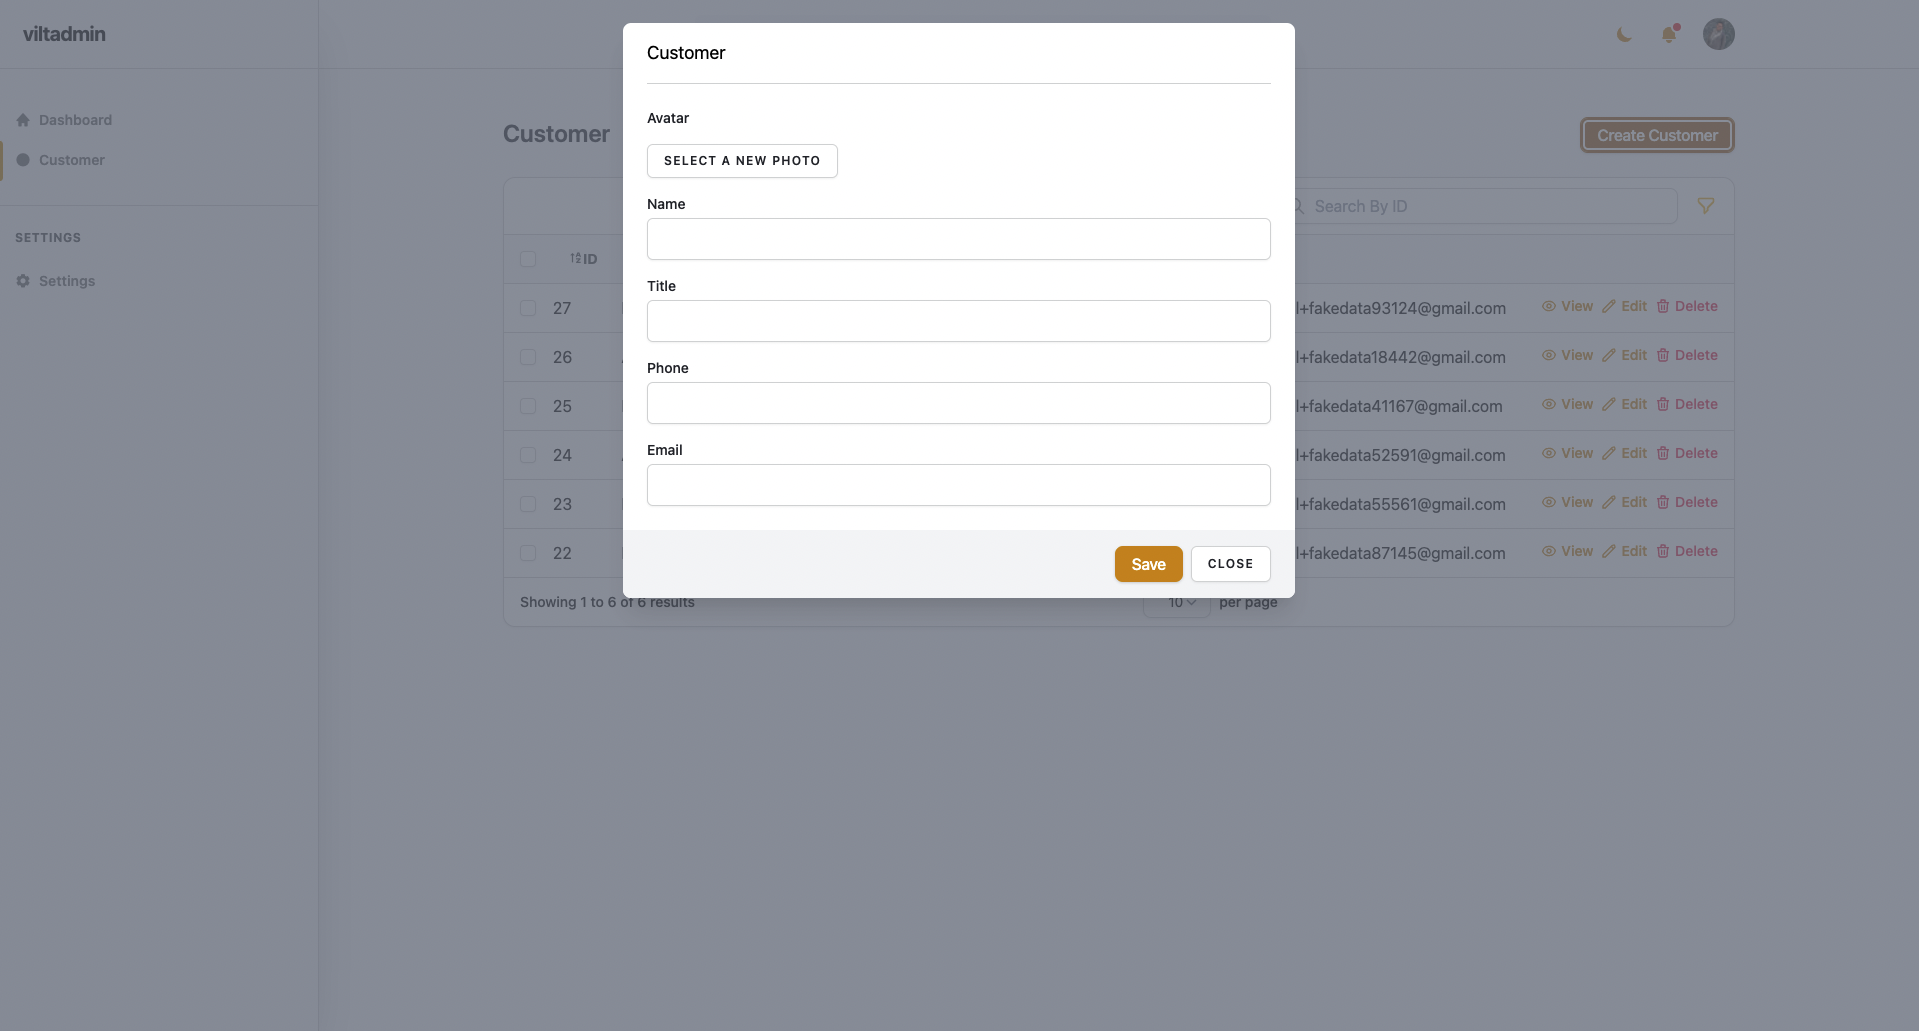 viltadmin
Dashboard
Customer
SETTINGS
Settings
Customer
Create Customer
Search By ID
ID
27
l+fakedata93124@gmail.com View Edit Delete
26
l+fakedata18442@gmail.com View Edit Delete
25
l+fakedata41167@gmail.com View Edit Delete
24
l+fakedata52591@gmail.com View Edit Delete
23
l+fakedata55561@gmail.com View Edit Delete
22
l+fakedata87145@gmail.com View Edit Delete
Showing 1 to 6 of 6 results
10 per page
Customer
Avatar
SELECT A NEW PHOTO
Name
Title
Phone
Email
Save CLOSE